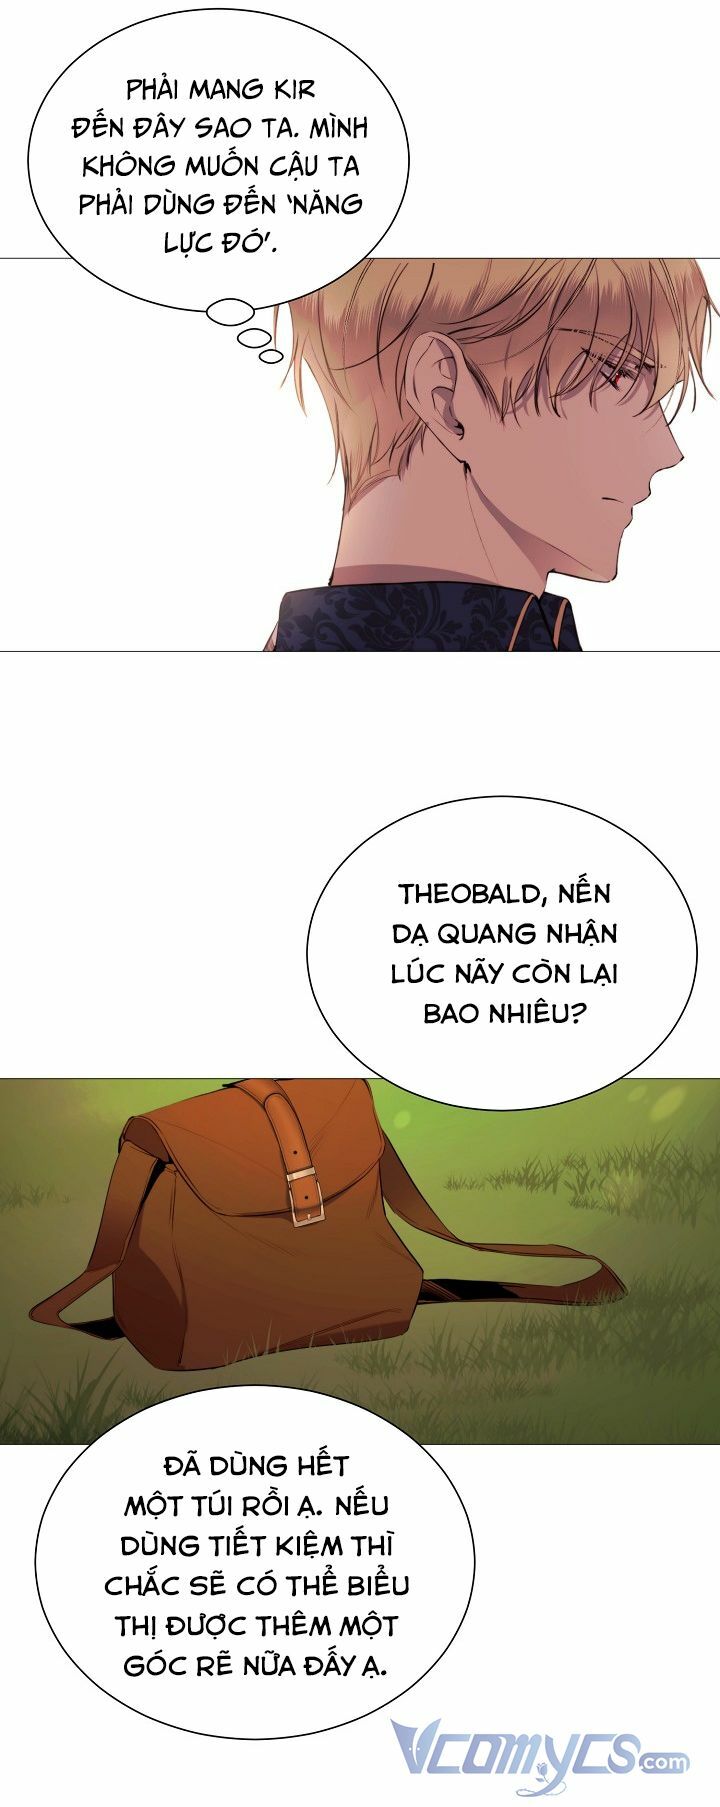 PHẢI MANG KIR
ĐẾN ĐÂY SAO TA. MÌNH
KHÔNG MUỐN CẬU TA
PHẢI DÙNG ĐẾN ‘NĂNG
LỰC ĐÓ’.
THEOBALD, NẾN
DẠ QUANG NHẬN
LÚC NÃY CÒN LẠI
BAO NHIÊU?
ĐÃ DÙNG HẾT
MỘT TÚI RỒI Ạ. NẾU
DÙNG TIẾT KIỆM THÌ
CHẮC SẼ CÓ THỂ BIỂU
THỊ ĐƯỢC THÊM MỘT
GÓC RẼ NỮA ĐẤY Ạ.
VCOMYCS.com